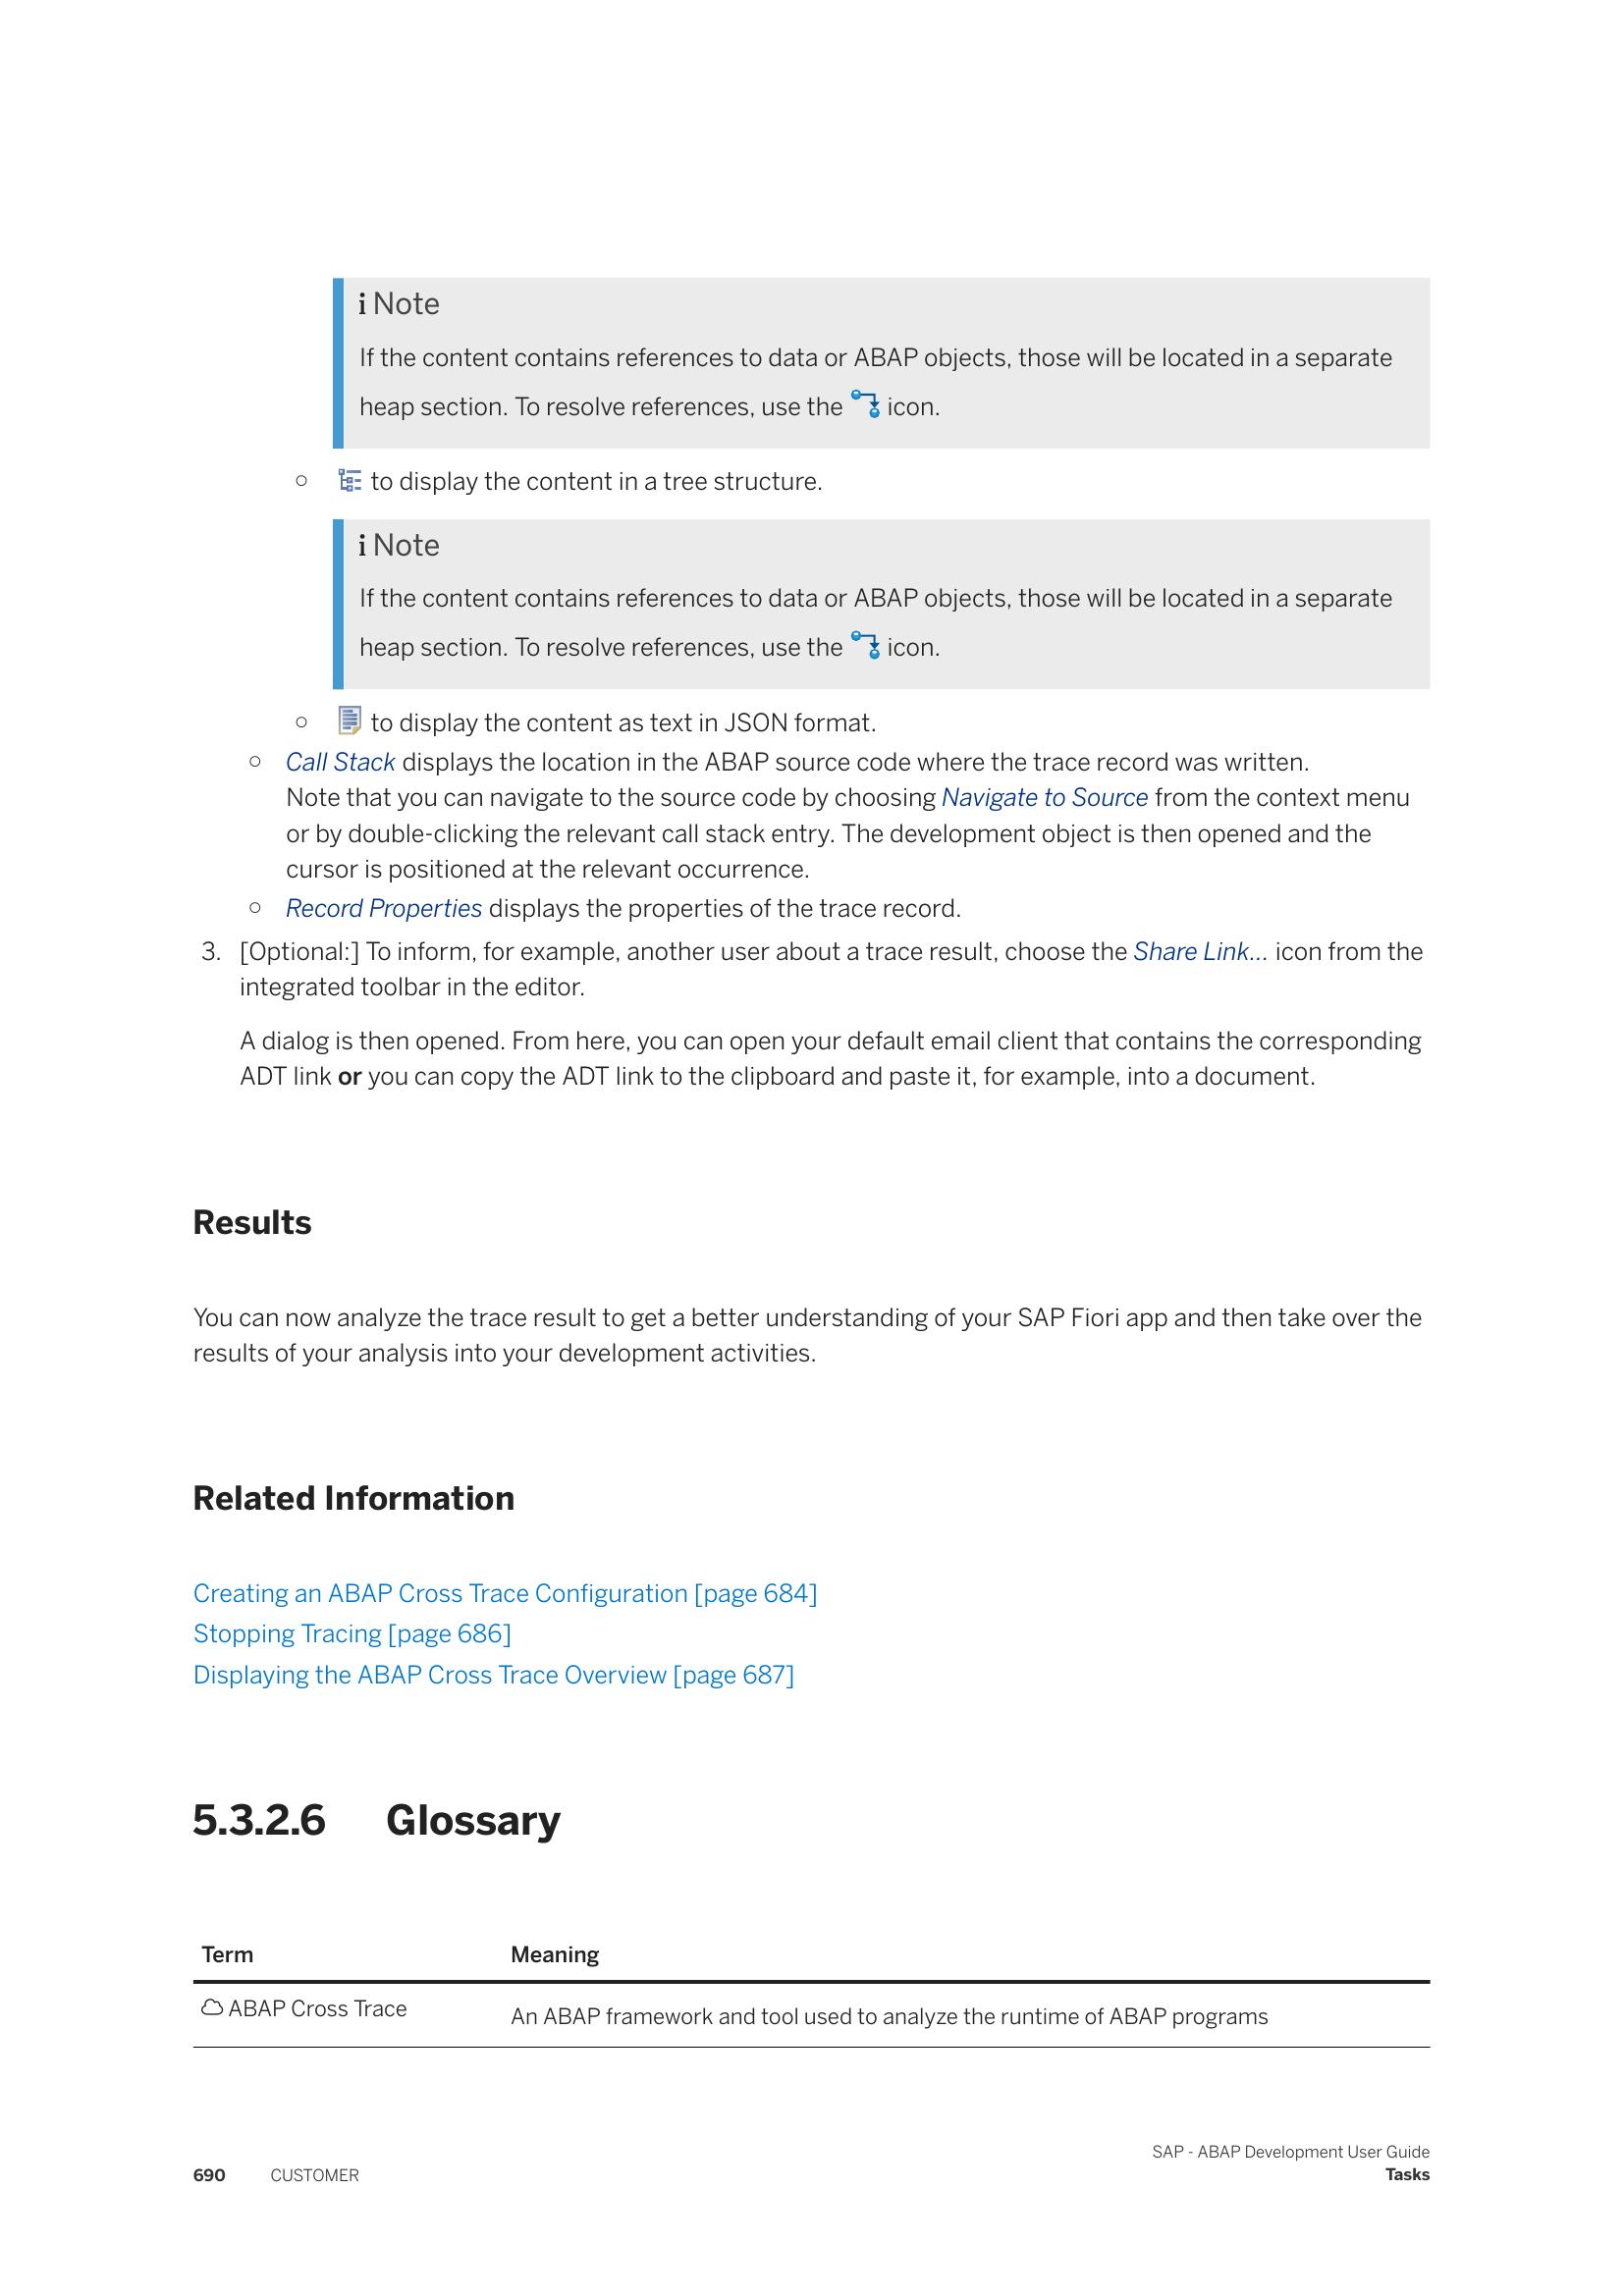 i Note
If the content contains references to data or ABAP objects, those will be located in a separate
heap section. To resolve references, use the icon.
○ to display the content in a tree structure.
i Note
If the content contains references to data or ABAP objects, those will be located in a separate
heap section. To resolve references, use the icon.
○ to display the content as text in JSON format.
○ Call Stack displays the location in the ABAP source code where the trace record was written.
Note that you can navigate to the source code by choosing Navigate to Source from the context menu
or by double-clicking the relevant call stack entry. The development object is then opened and the
cursor is positioned at the relevant occurrence.
○ Record Properties displays the properties of the trace record.
3. [Optional:] To inform, for example, another user about a trace result, choose the Share Link... icon from the
integrated toolbar in the editor.
A dialog is then opened. From here, you can open your default email client that contains the corresponding
ADT link or you can copy the ADT link to the clipboard and paste it, for example, into a document.
Results
You can now analyze the trace result to get a better understanding of your SAP Fiori app and then take over the
results of your analysis into your development activities.
Related Information
Creating an ABAP Cross Trace Configuration [page 684]
Stopping Tracing [page 686]
Displaying the ABAP Cross Trace Overview [page 687]
5.3.2.6 Glossary
Term Meaning
ABAP Cross Trace An ABAP framework and tool used to analyze the runtime of ABAP programs
SAP - ABAP Development User Guide
690 CUSTOMER Tasks